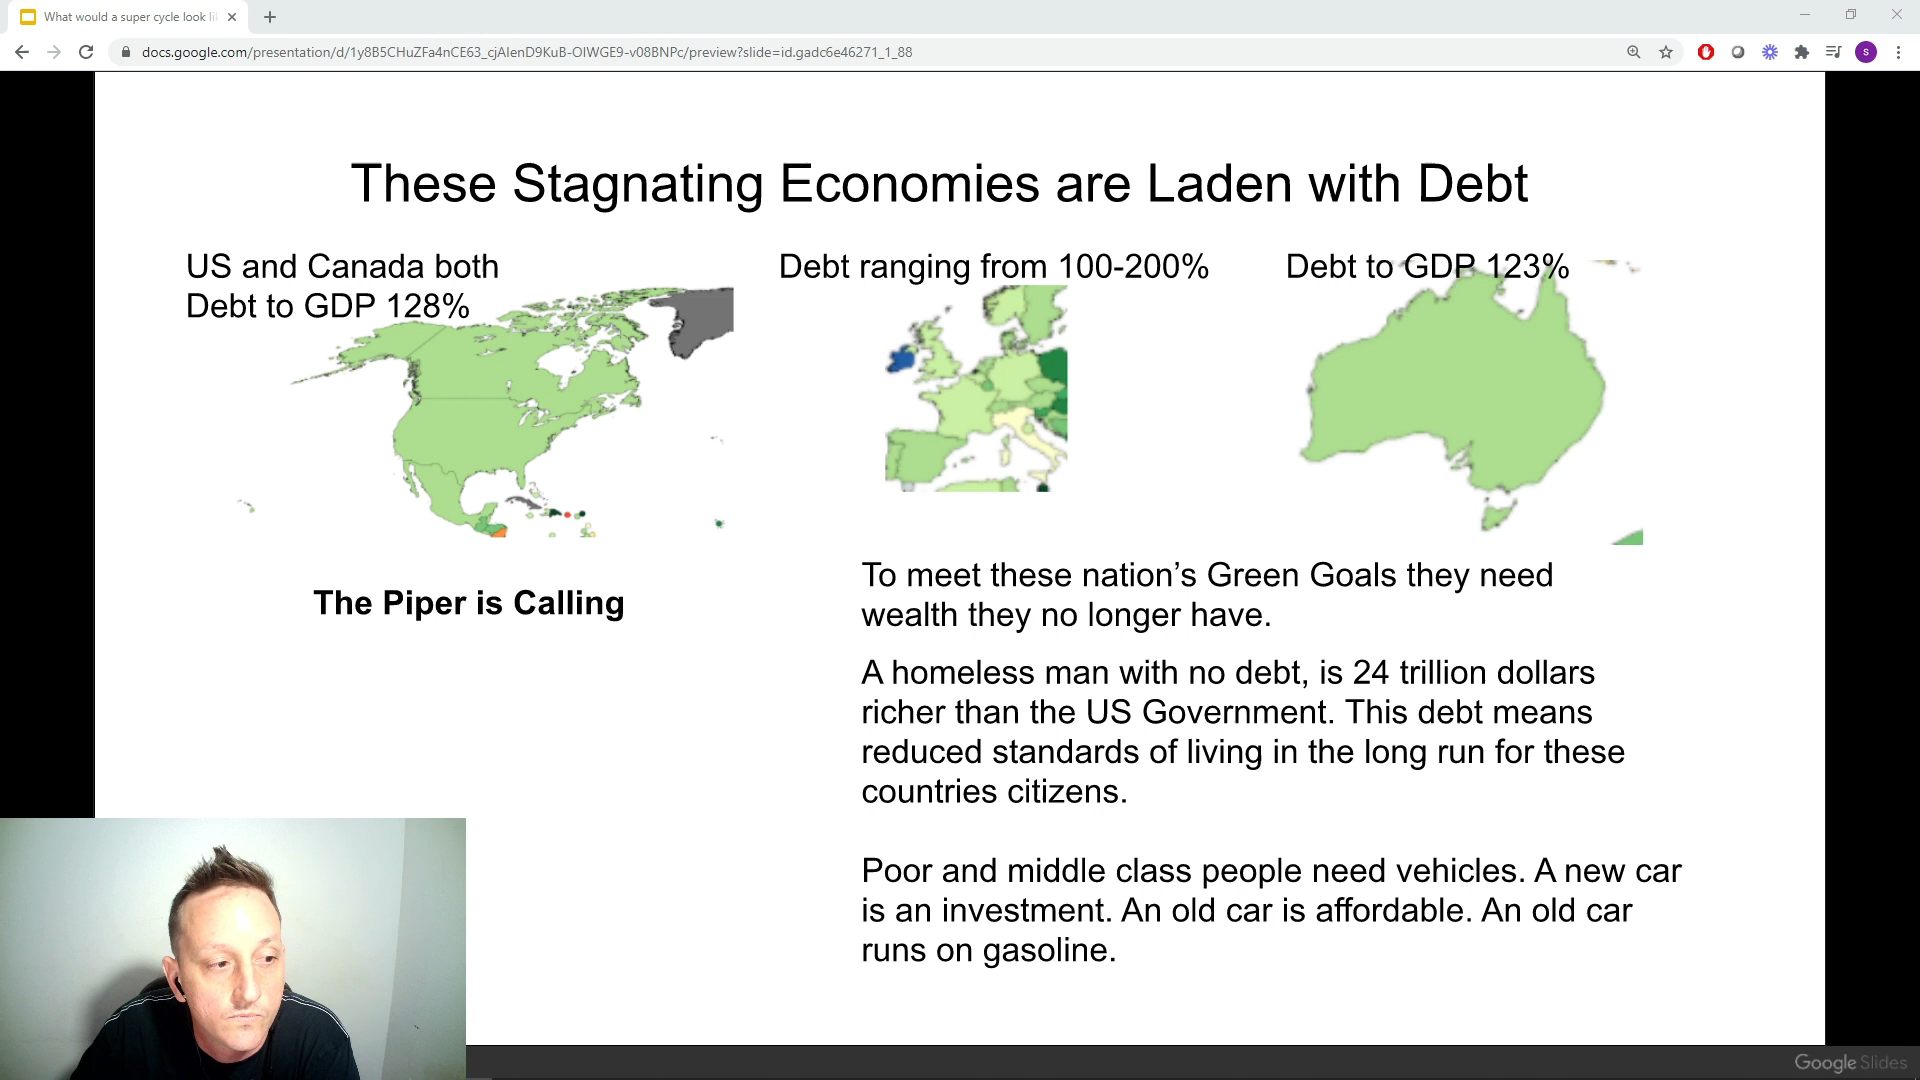 What would a super cycle look li
docs.google.com/presentation/d/1y8B5CHuZFa4nCE63_cjAIenD9KuB-OIWGE9-v08BNPc/preview?slide=id.gadc6e46271_1_88
s
These Stagnating Economies are Laden with Debt
US and Canada both
Debt to GDP 128%
Debt ranging from 100-200%
Debt to GDP 123%
The Piper is Calling
To meet these nation’s Green Goals they need
wealth they no longer have.
A homeless man with no debt, is 24 trillion dollars
richer than the US Government. This debt means
reduced standards of living in the long run for these
countries citizens.
Poor and middle class people need vehicles. A new car
is an investment. An old car is affordable. An old car
runs on gasoline.
Google Slides